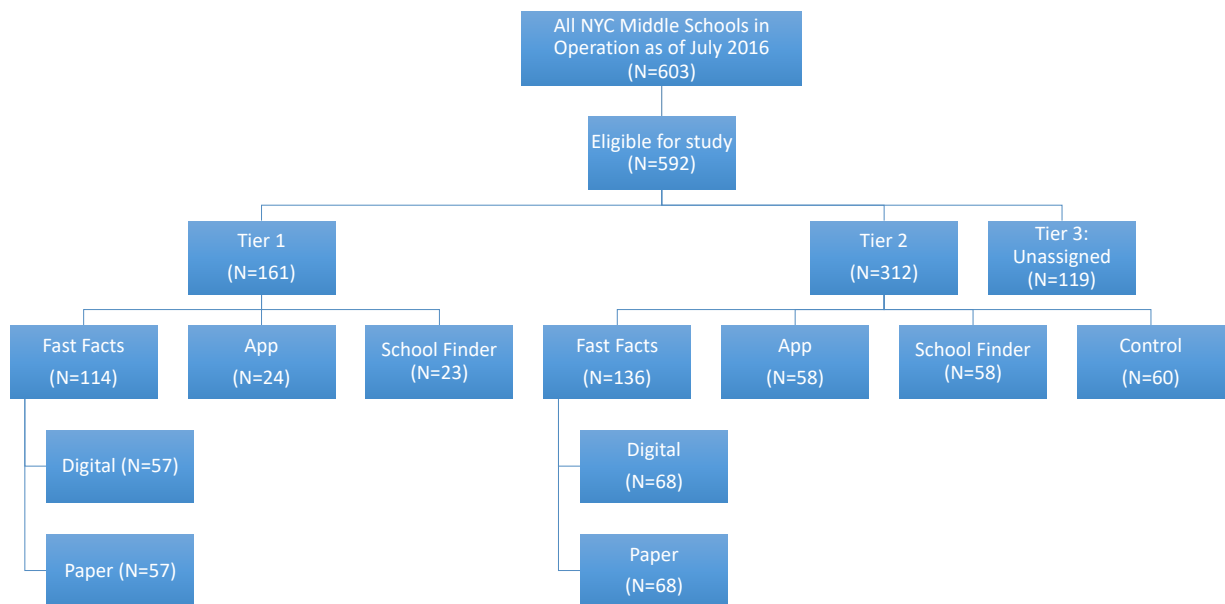 All NYC Middle Schools in
Operation as of July 2016
(N=603)
Eligible for study
(N=592)
Tier 1
(N=161)
Tier 2
(N=312)
Tier 3:
Unassigned
(N=119)
Fast Facts
(N=114)
App
(N=24)
School Finder
(N=23)
Fast Facts
(N=136)
App
(N=58)
School Finder
(N=58)
Control
(N=60)
Digital (N=57)
Digital
(N=68)
Paper (N=57)
Paper
(N=68)